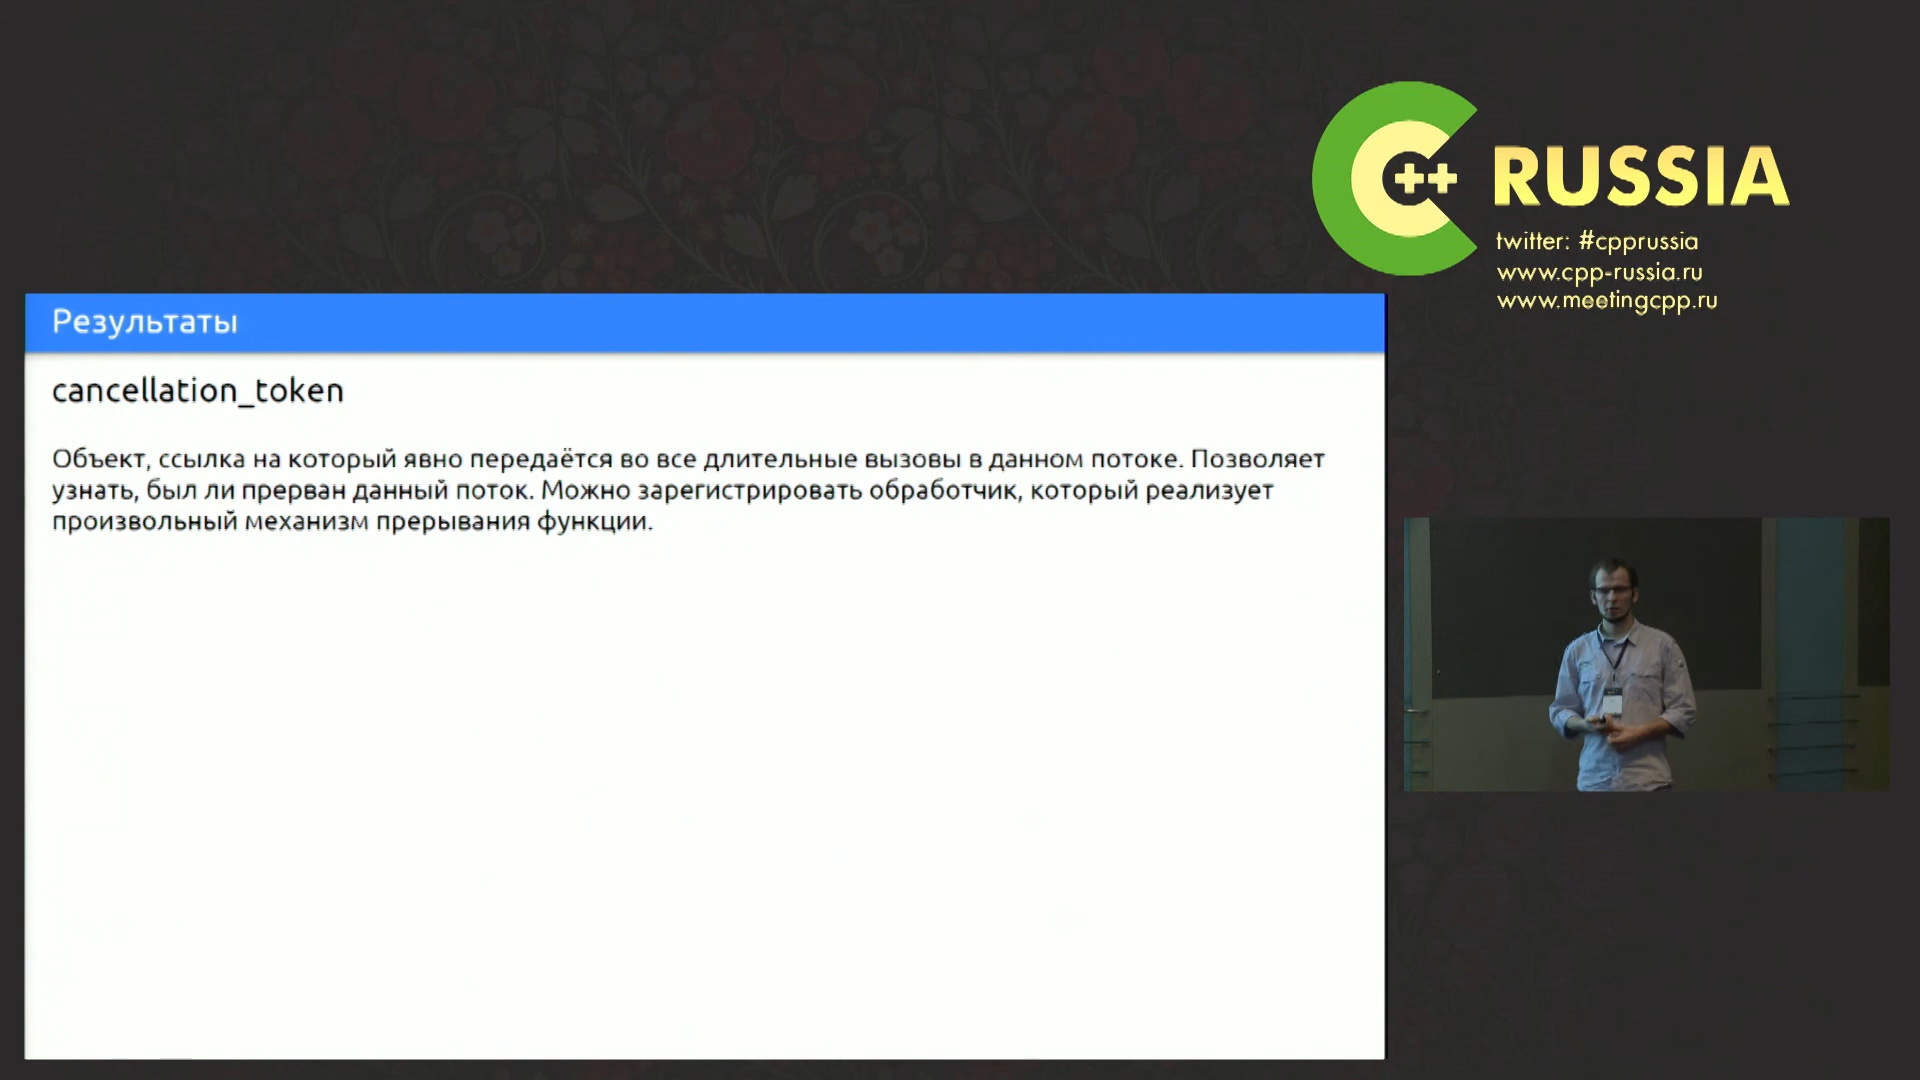 C++ RUSSIA
twitter: #cpprussia
www.cpp-russia.ru
www.meetingcpp.ru
Результаты
cancellation_token
Объект, ссылка на который явно передаётся во все длительные вызовы в данном потоке. Позволяет
узнать, был ли прерван данный поток. Можно зарегистрировать обработчик, который реализует
произвольный механизм прерывания функции.